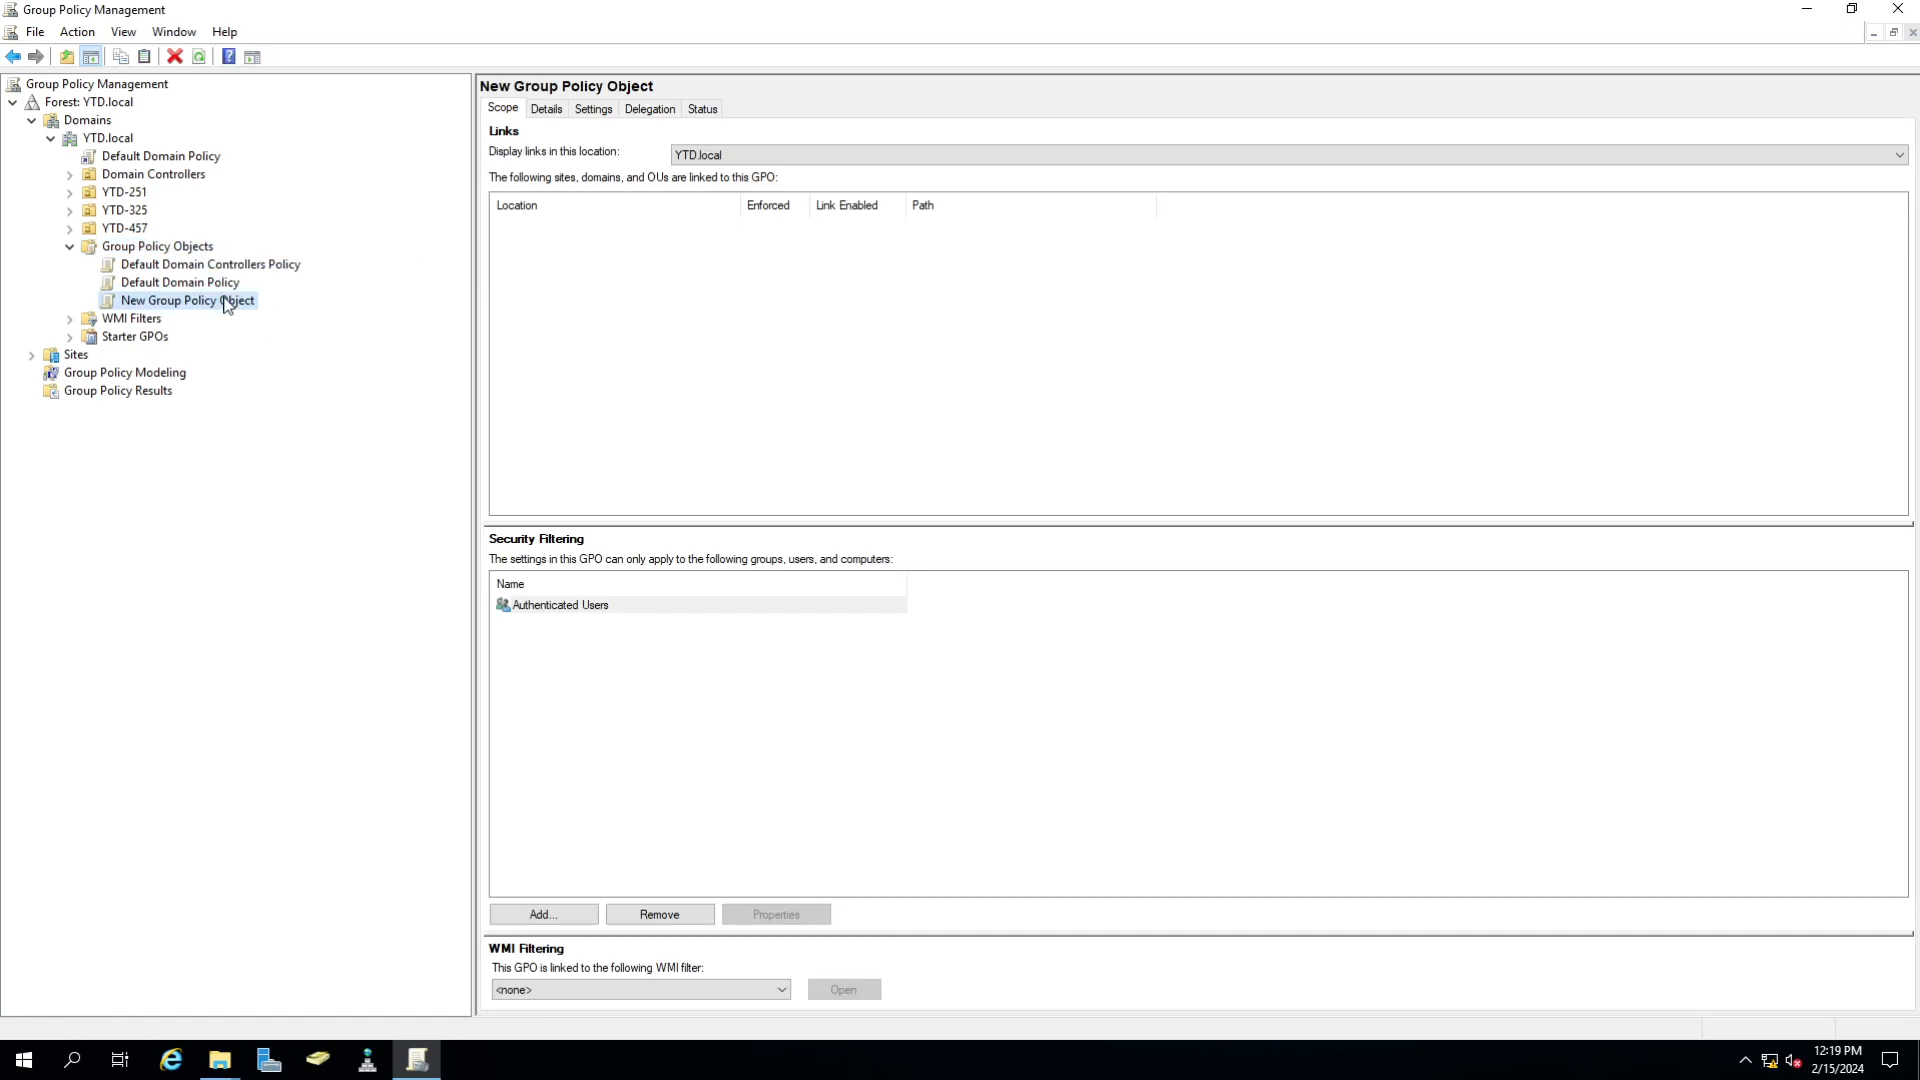 Group Policy Management
File Action View Window Help
Group Policy Management
Forest: YTD.local
Domains
YTD.local
Default Domain Policy
Domain Controllers
YTD-251
YTD-325
YTD-457
Group Policy Objects
Default Domain Controllers Policy
Default Domain Policy
New Group Policy Object
WMI Filters
Starter GPOs
Sites
Group Policy Modeling
Group Policy Results
New Group Policy Object
Scope Details Settings Delegation Status
Links
Display links in this location: YTD.local
The following sites, domains, and OUs are linked to this GPO:
Location Enforced Link Enabled Path
Security Filtering
The settings in this GPO can only apply to the following groups, users, and computers:
Name
Authenticated Users
Add... Remove Properties
WMI Filtering
This GPO is linked to the following WMI filter:
<none> Open
12:19 PM
2/15/2024